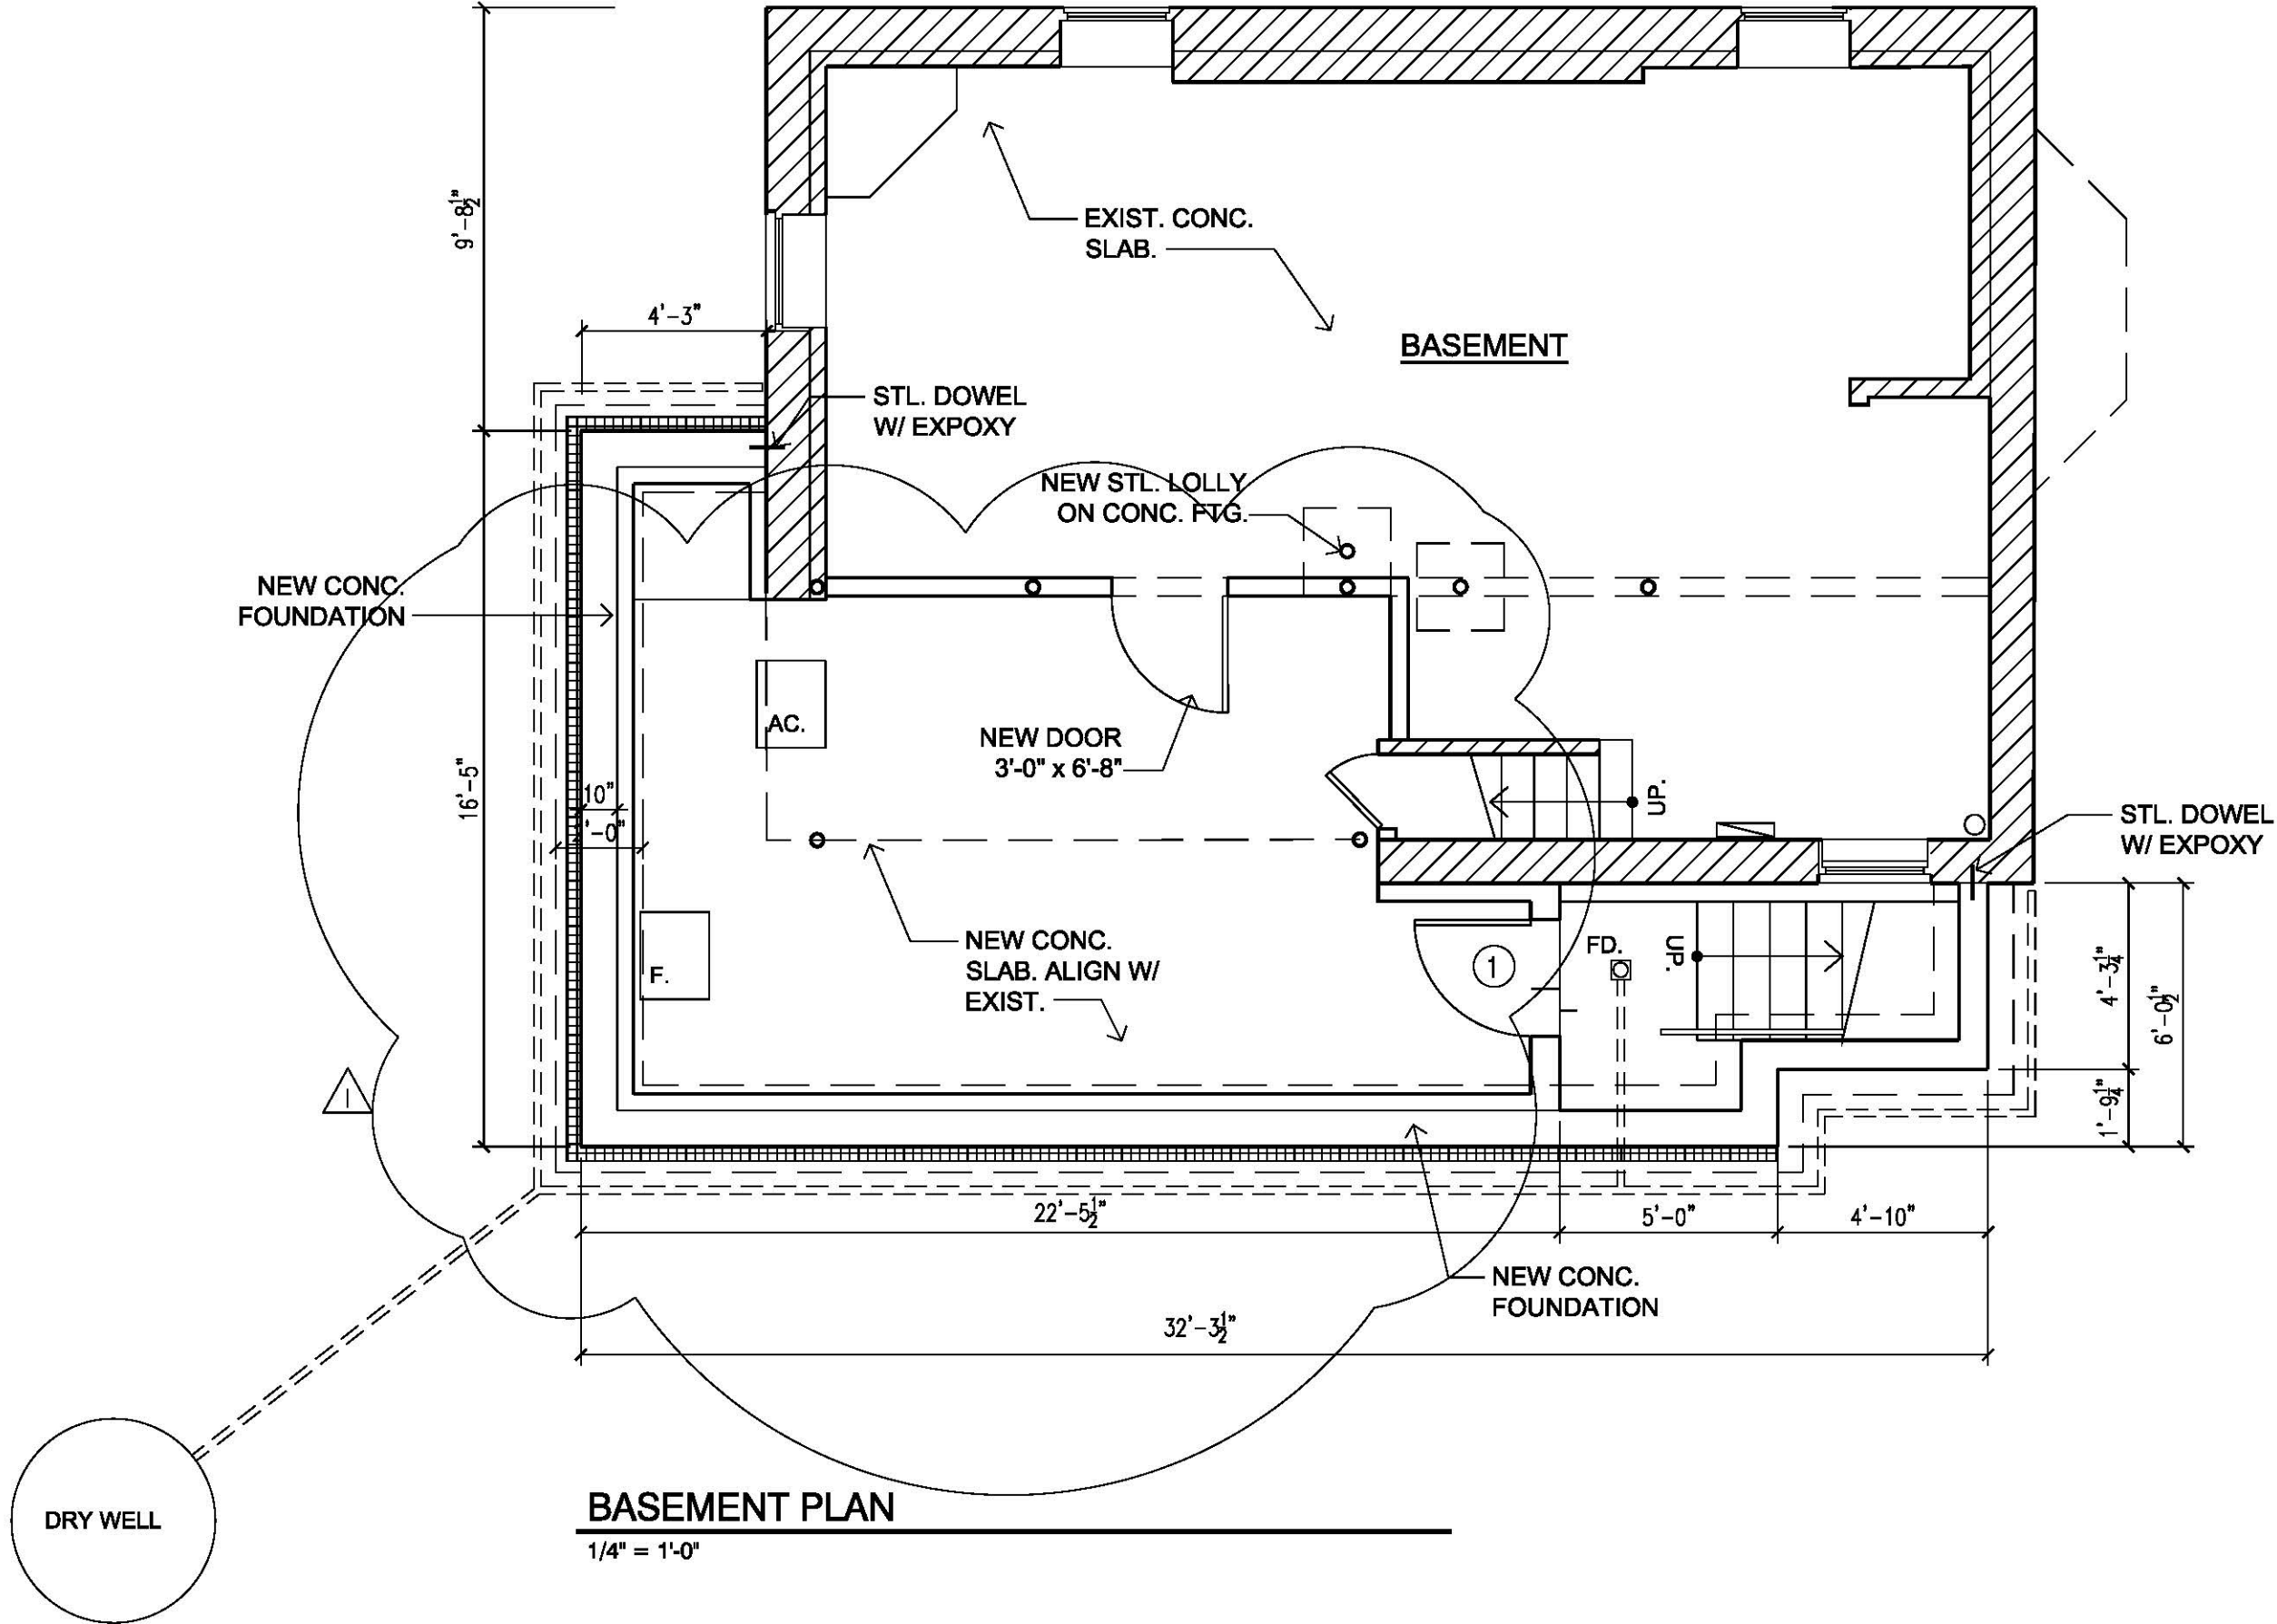 9'-8½"
EXIST. CONC.
SLAB.
4'-3"
BASEMENT
STL. DOWEL
W/ EXPOXY
NEW STL. LOLLY
ON CONC. FTG.
NEW CONC.
FOUNDATION
AC.
NEW DOOR
3'-0" x 6'-8"
16'-5"
10"
1'-0"
UP.
STL. DOWEL
W/ EXPOXY
F.
NEW CONC.
SLAB. ALIGN W/
EXIST.
1
FD.
UP.
4'-3¼"
6'-0½"
1'-9¼"
1
22'-5½"
5'-0"
4'-10"
NEW CONC.
FOUNDATION
32'-3½"
DRY WELL
BASEMENT PLAN
1/4" = 1'-0"